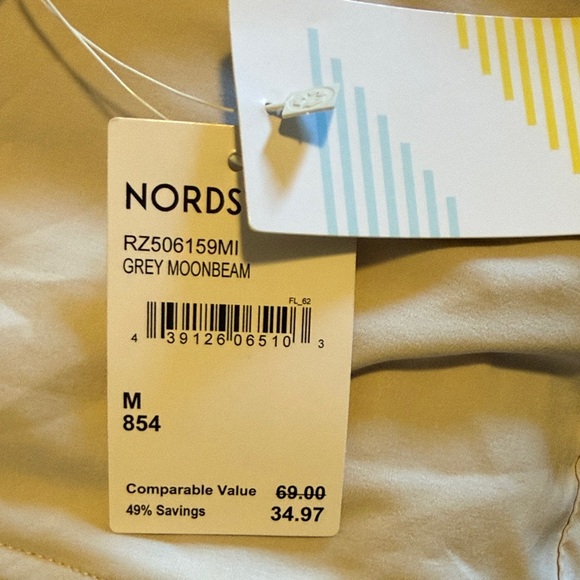 NORDS
RZ506159MI
GREY MOONBEAM
FL_62
4 39126 06510 3
M
854
Comparable Value 69.00
49% Savings 34.97